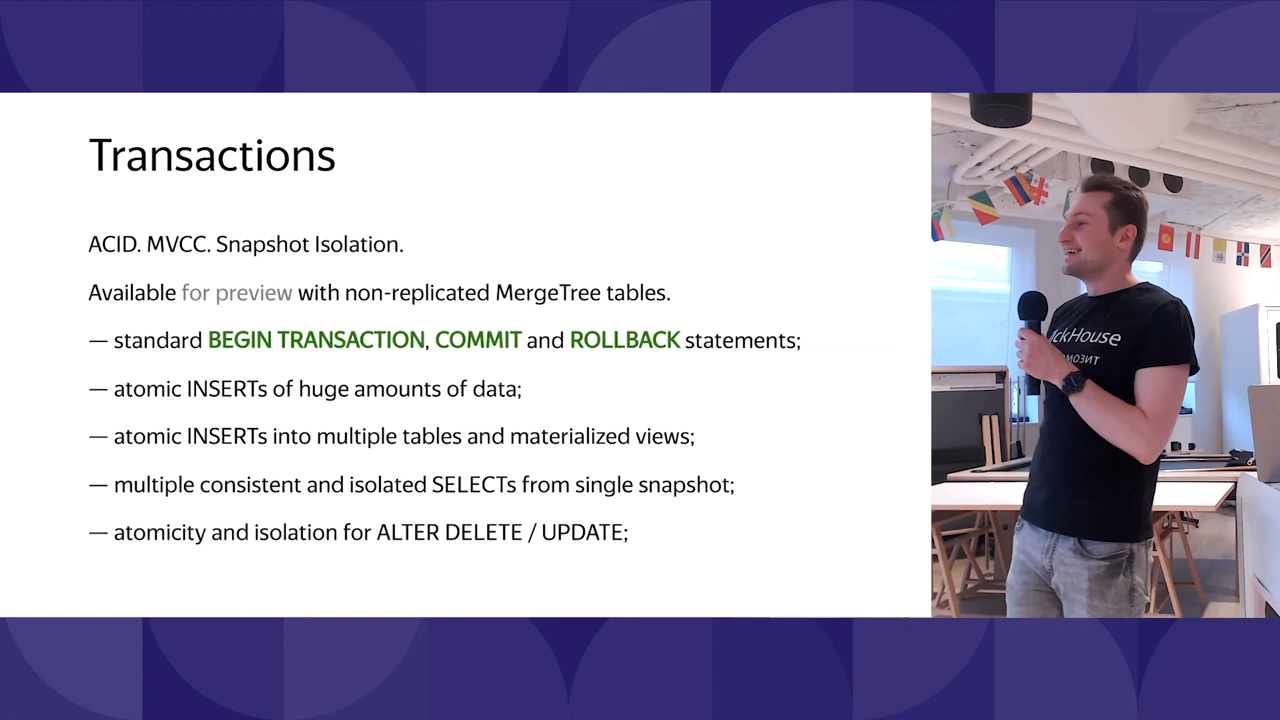 Transactions
ACID. MVCC. Snapshot Isolation.
Available for preview with non-replicated MergeTree tables.
— standard BEGIN TRANSACTION, COMMIT and ROLLBACK statements;
— atomic INSERTs of huge amounts of data;
— atomic INSERTs into multiple tables and materialized views;
— multiple consistent and isolated SELECTs from single snapshot;
— atomicity and isolation for ALTER DELETE / UPDATE;
ickHouse
рмозит